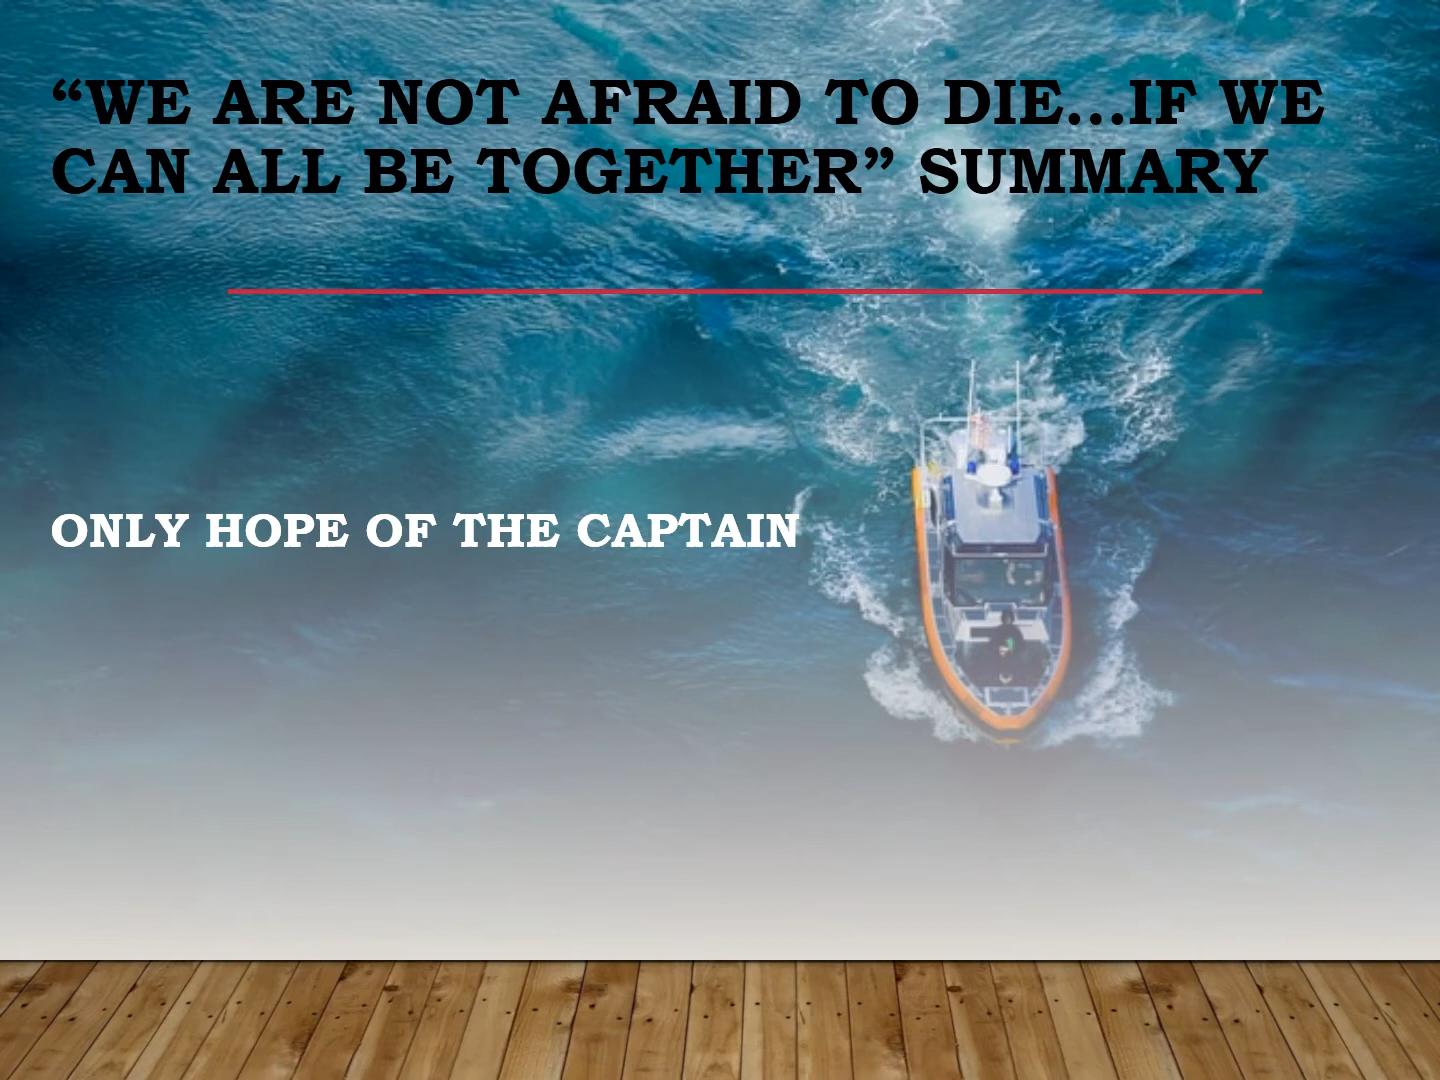 “WE ARE NOT AFRAID TO DIE…IF WE
CAN ALL BE TOGETHER” SUMMARY
ONLY HOPE OF THE CAPTAIN